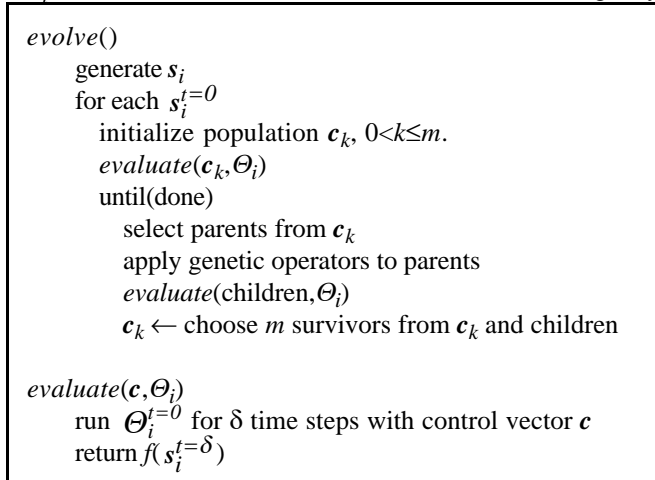 evolve()
generate s_i
for each s_i^{t=0}
initialize population c_k, 0<k≤m.
evaluate(c_k,Θ_i)
until(done)
select parents from c_k
apply genetic operators to parents
evaluate(children,Θ_i)
c_k ← choose m survivors from c_k and children
evaluate(c,Θ_i)
run Θ_i^{t=0} for δ time steps with control vector c
return f(s_i^{t=δ})